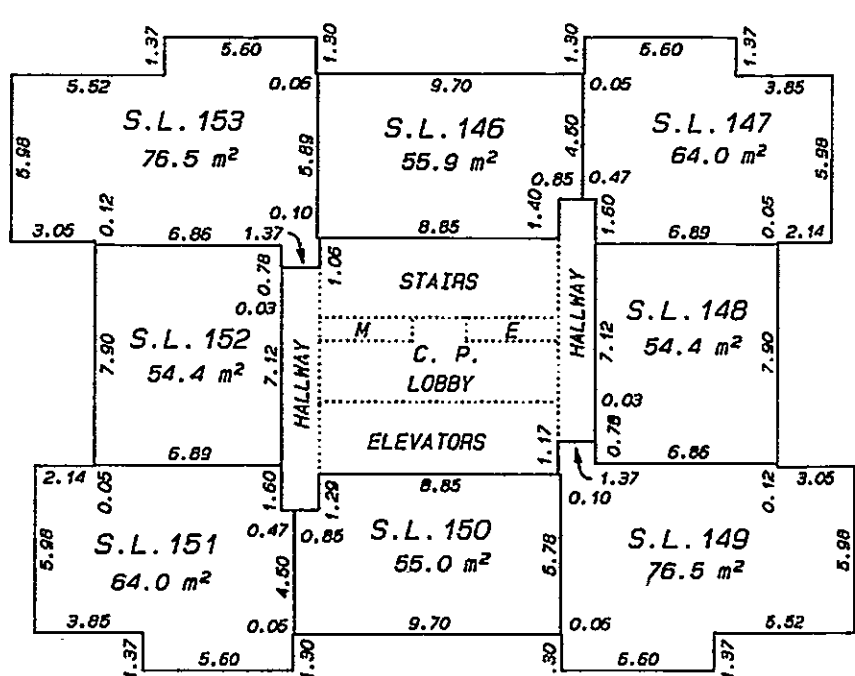 1.37
5.60
1.30
1.30
5.60
1.37
5.52
0.06
9.70
0.05
3.85
S.L. 153
76.5 m²
S.L. 146
55.9 m²
S.L. 147
64.0 m²
5.98
5.89
4.50
5.98
0.85
0.47
3.05
0.12
6.86
1.37
0.10
8.85
1.40
1.60
6.89
0.05
2.14
0.78
1.06
0.03
STAIRS
S.L. 152
54.4 m²
M
E
C. P.
LOBBY
S.L. 148
54.4 m²
7.90
7.12
HALLWAY
HALLWAY
7.12
7.90
0.03
ELEVATORS
1.17
0.78
6.89
6.86
2.14
0.05
1.60
1.29
8.85
1.37
0.10
0.12
3.05
S.L. 151
64.0 m²
0.47
0.85
S.L. 150
55.0 m²
S.L. 149
76.5 m²
5.98
4.50
5.78
5.98
3.85
0.05
9.70
0.06
5.52
1.37
5.60
1.30
.30
5.60
1.37